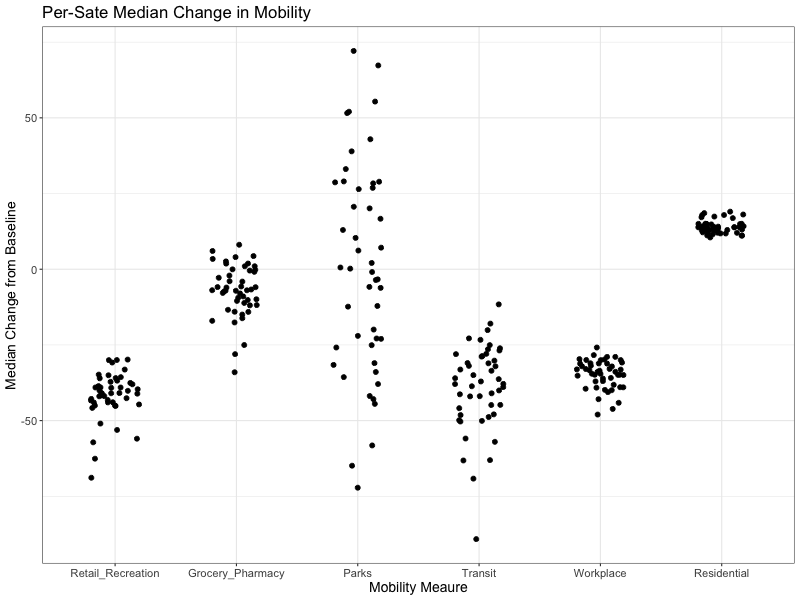 Per-Sate Median Change in Mobility
Median Change from Baseline
50
0
-50
Retail_Recreation Grocery_Pharmacy Parks Transit Workplace Residential
Mobility Meaure